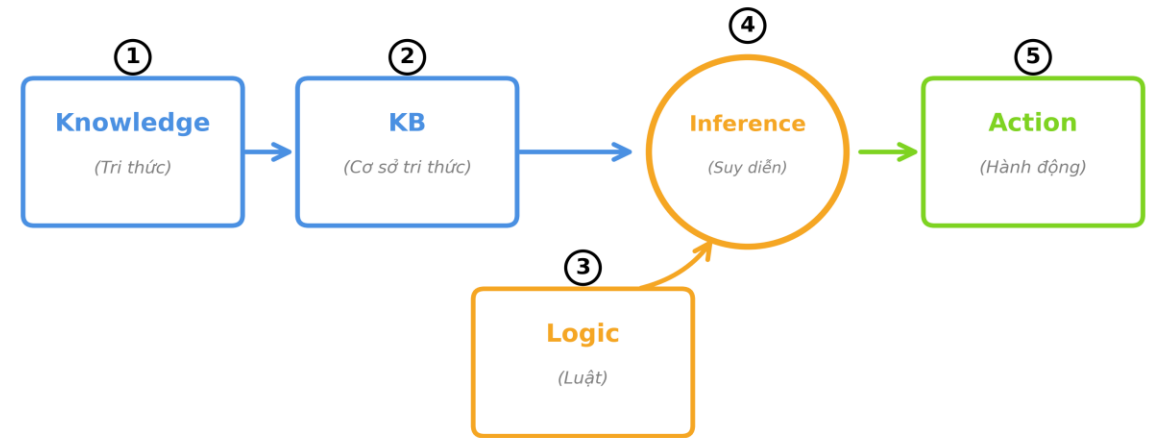 1
Knowledge
(Tri thức)
2
KB
(Cơ sở tri thức)
3
Logic
(Luật)
4
Inference
(Suy diễn)
5
Action
(Hành động)